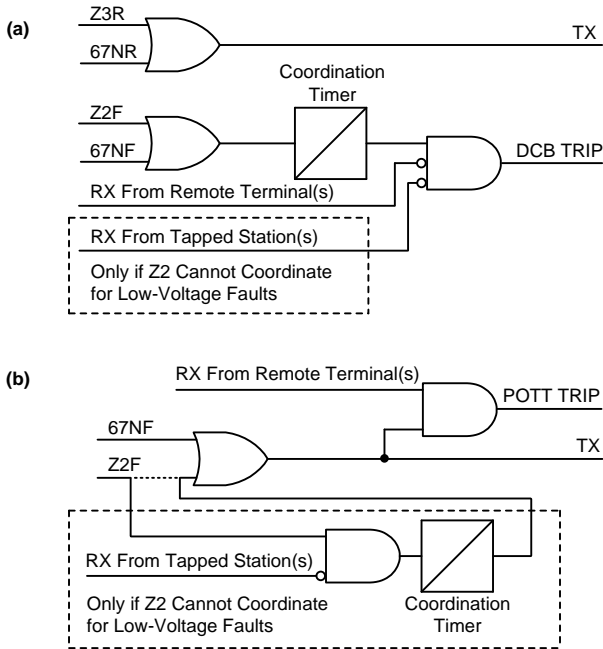 (a)
Z3R
TX
67NR
Coordination
Timer
Z2F
67NF
DCB TRIP
RX From Remote Terminal(s)
RX From Tapped Station(s)
Only if Z2 Cannot Coordinate
for Low-Voltage Faults
(b)
RX From Remote Terminal(s)
POTT TRIP
67NF
TX
Z2F
RX From Tapped Station(s)
Only if Z2 Cannot Coordinate
for Low-Voltage Faults
Coordination
Timer